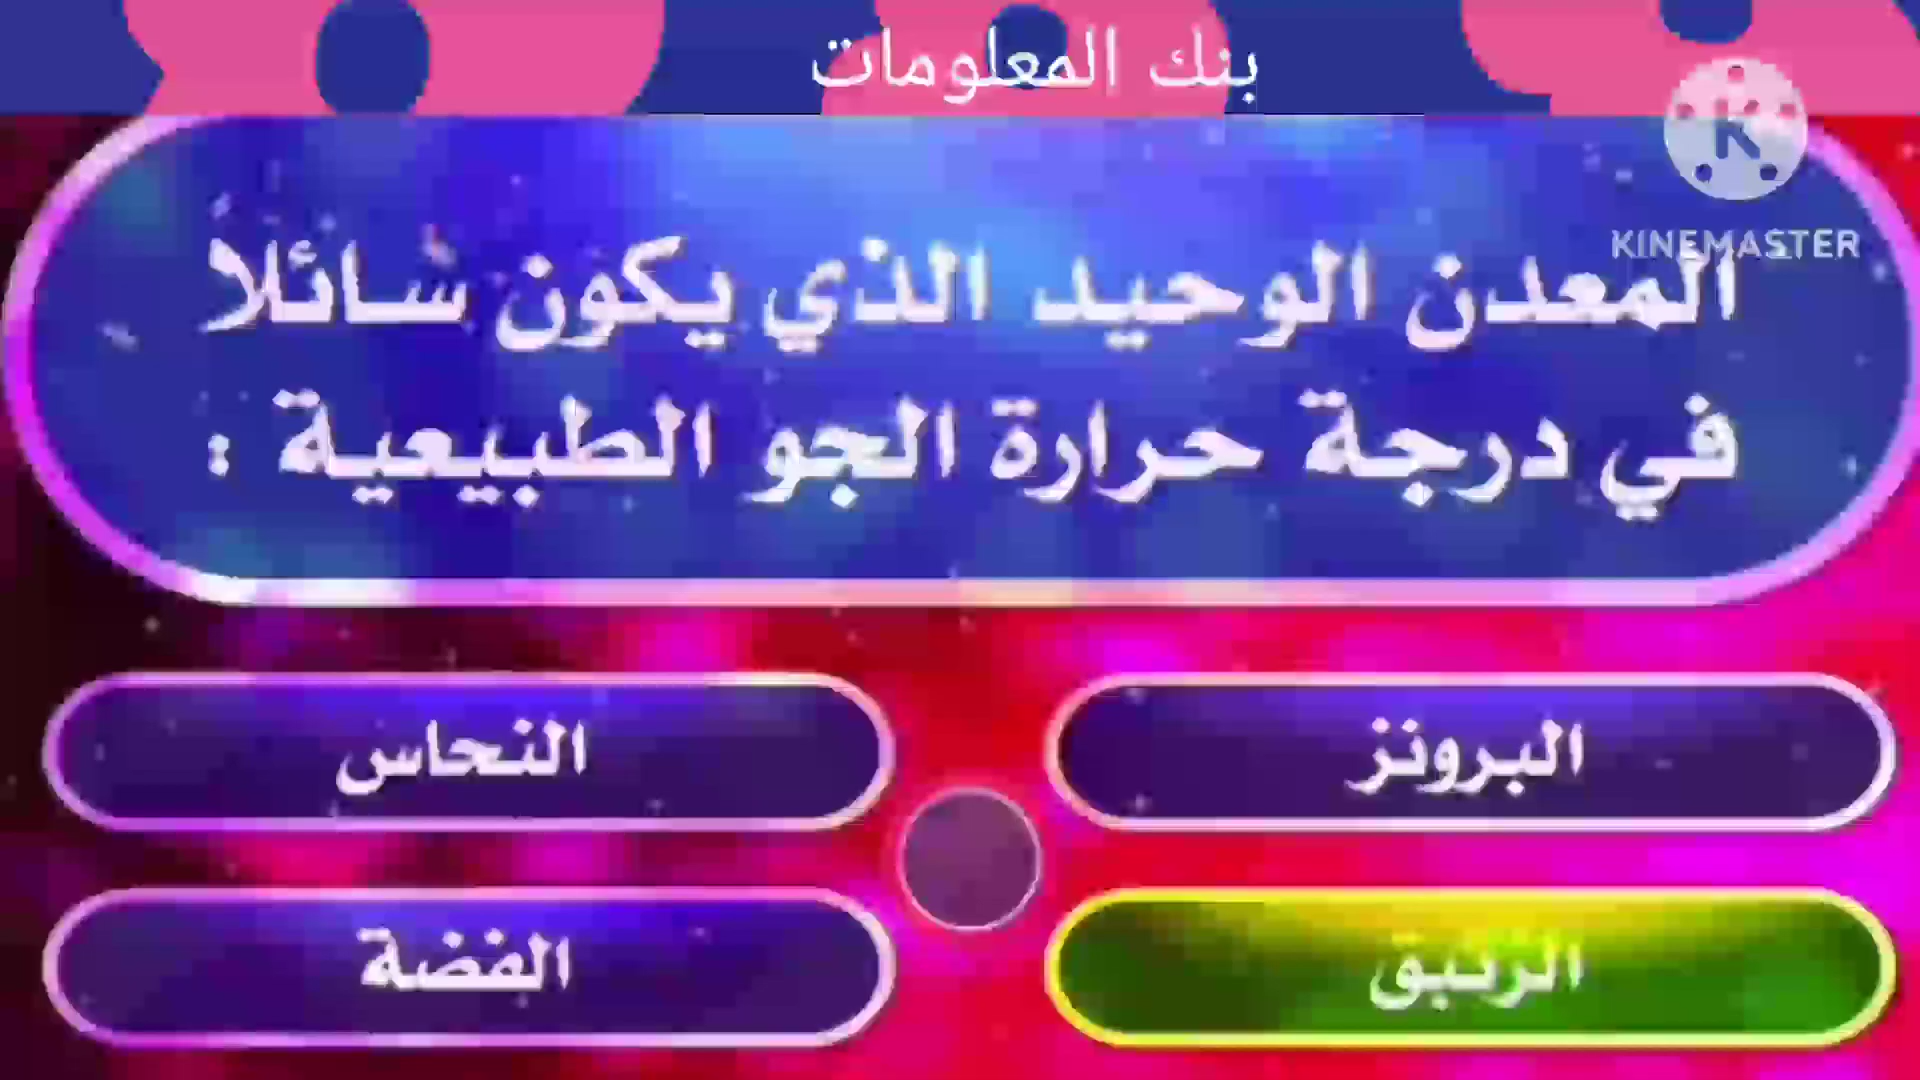 بنك المعلومات
KINEMASTER
المعدن الوحيد الذي يكون سائلاً
في درجة حرارة الجو الطبيعية :
البرونز
النحاس
الزئبق
الفضة